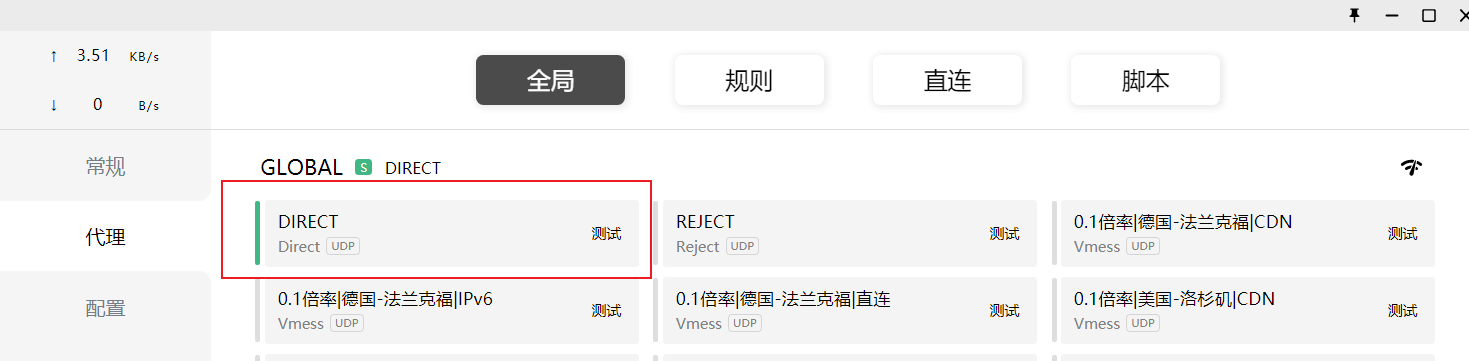 ↑ 3.51 KB/s
↓ 0 B/s
全局 规则 直连 脚本
常规
代理
配置
GLOBAL S DIRECT
DIRECT
Direct UDP
测试
REJECT
Reject UDP
测试
0.1倍率|德国-法兰克福|CDN
Vmess UDP
测试
0.1倍率|德国-法兰克福|IPv6
Vmess UDP
测试
0.1倍率|德国-法兰克福|直连
Vmess UDP
测试
0.1倍率|美国-洛杉矶|CDN
Vmess UDP
测试